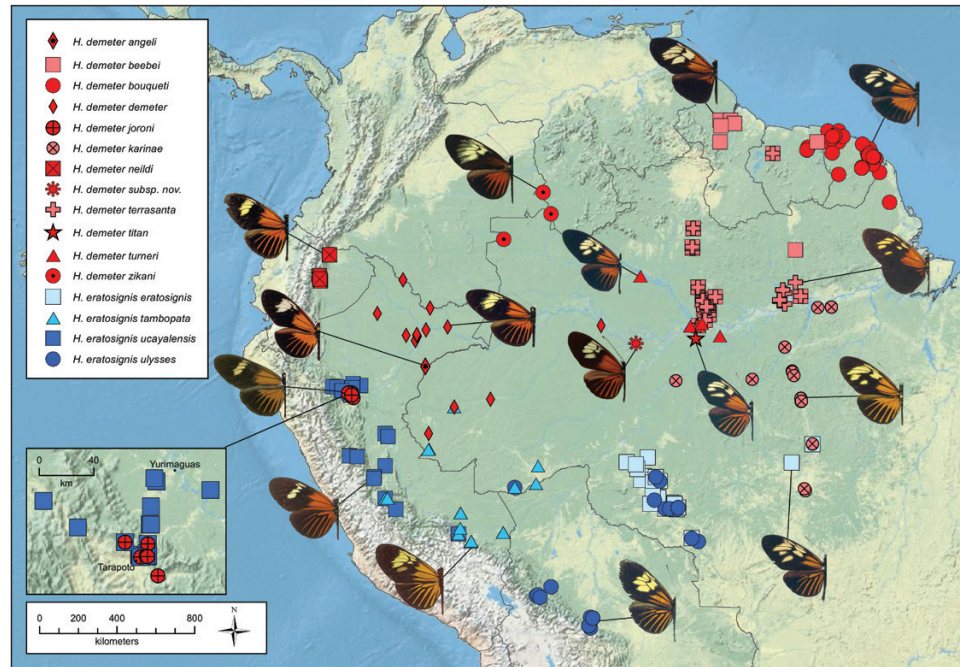 H. demeter angeli
H. demeter beebei
H. demeter bouqueti
H. demeter demeter
H. demeter joroni
H. demeter karinae
H. demeter neildi
H. demeter subsp. nov.
H. demeter terrasanta
H. demeter titan
H. demeter turneri
H. demeter zikani
H. eratosignis eratosignis
H. eratosignis tambopata
H. eratosignis ucayalensis
H. eratosignis ulysses
0 40
km
Yurimaguas
Tarapoto
0 200 400 600 800
kilometers
N